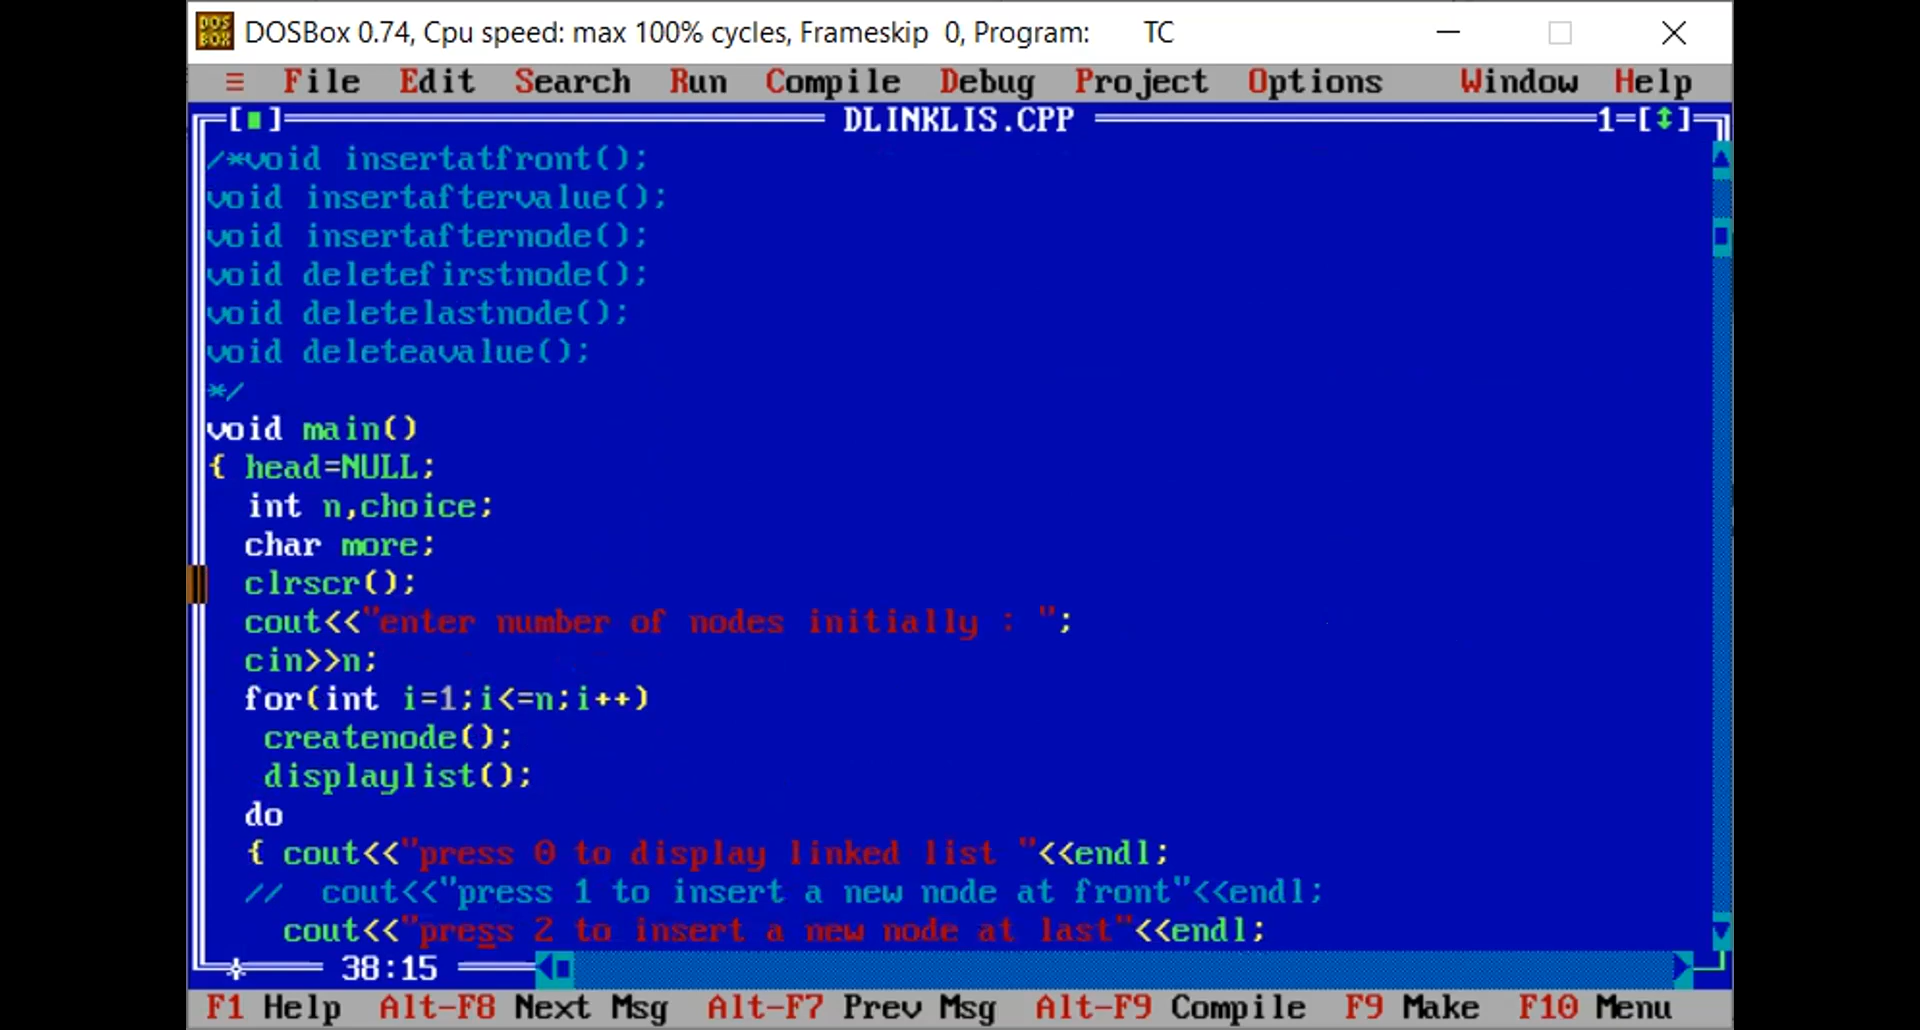 DOS BOX DOSBox 0.74, Cpu speed: max 100% cycles, Frameskip 0, Program: TC
≡ File Edit Search Run Compile Debug Project Options Window Help
[■] DLINKLIS.CPP 1=[↕]
/*void insertatfront();
void insertaftervalue();
void insertafternode();
void deletefirstnode();
void deletelastnode();
void deleteavalue();
*/
void main()
{ head=NULL;
int n,choice;
char more;
clrscr();
cout<<"enter number of nodes initially : ";
cin>>n;
for(int i=1;i<=n;i++)
createnode();
displaylist();
do
{ cout<<"press 0 to display linked list "<<endl;
// cout<<"press 1 to insert a new node at front"<<endl;
cout<<"press 2 to insert a new node at last"<<endl;
38:15
F1 Help Alt-F8 Next Msg Alt-F7 Prev Msg Alt-F9 Compile F9 Make F10 Menu